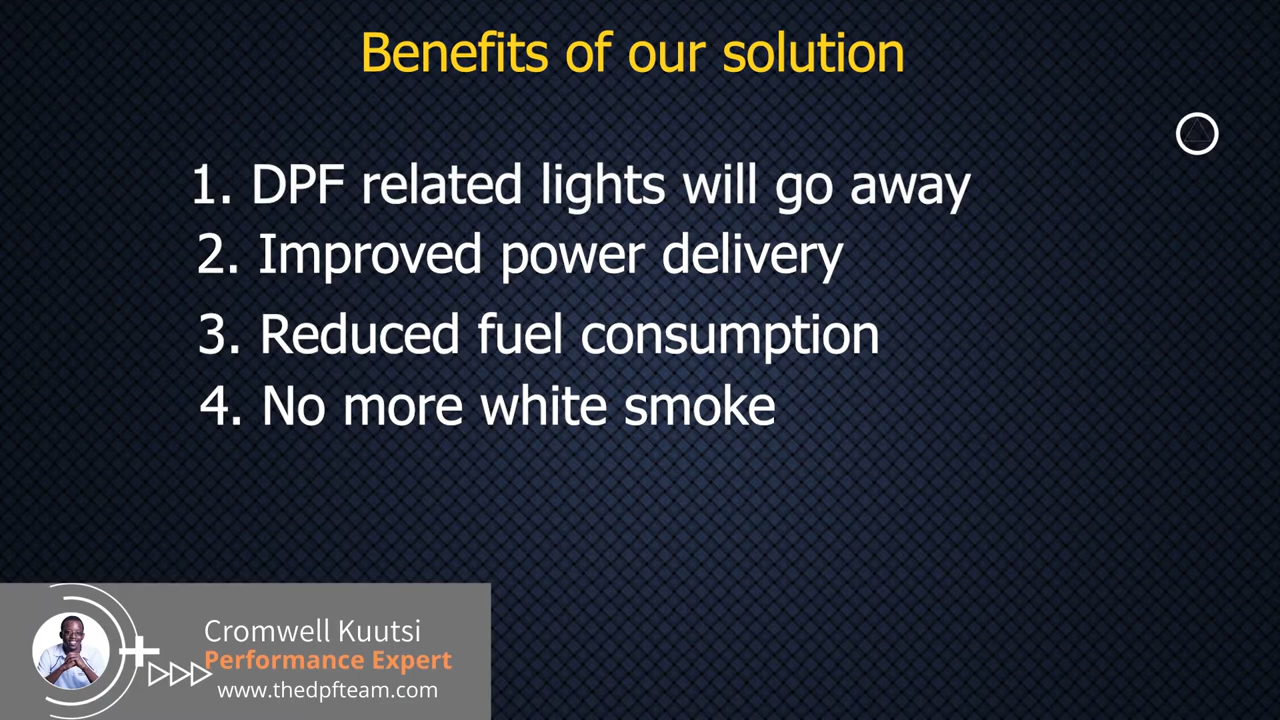 Benefits of our solution
1. DPF related lights will go away
2. Improved power delivery
3. Reduced fuel consumption
4. No more white smoke
Cromwell Kuutsi
Performance Expert
www.thedpfteam.com